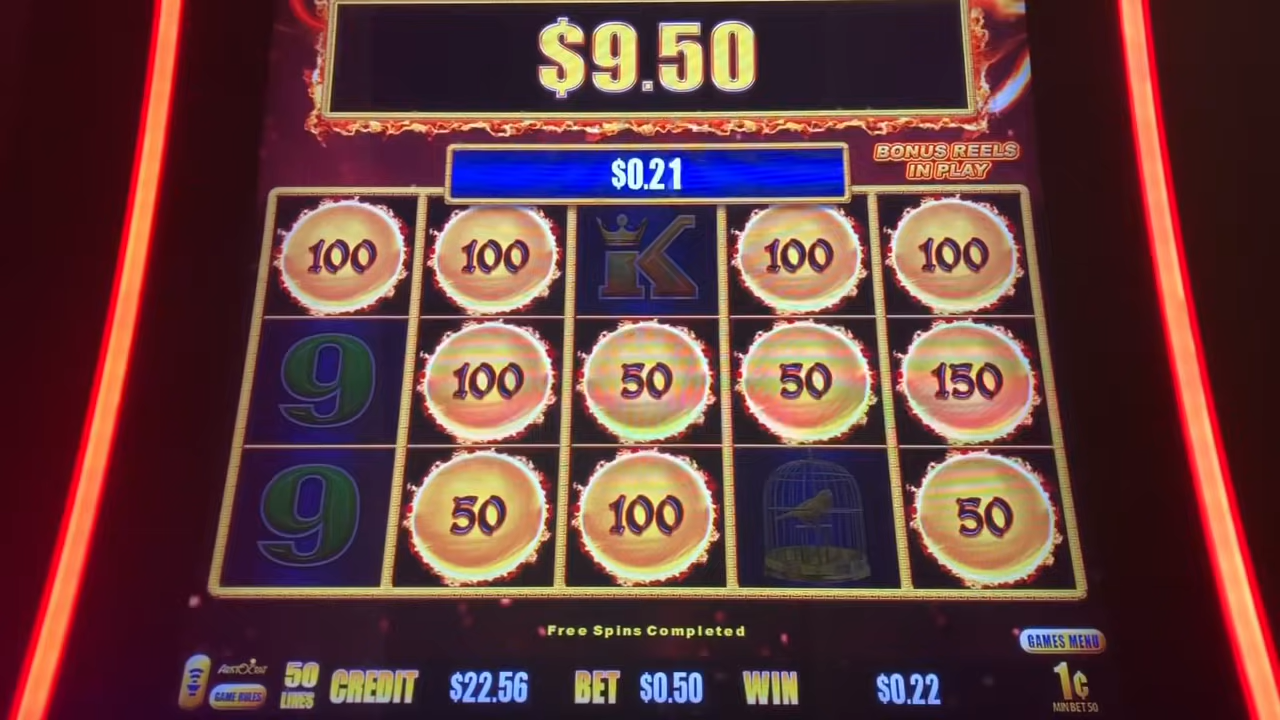 $9.50
$0.21
BONUS REELS
IN PLAY
100 100 K 100 100
9 100 50 50 150
9 50 100 50
Free Spins Completed
GAMES MENU
ARISTOCRAT
GAME RULES
50
LINES
CREDIT $22.56 BET $0.50 WIN $0.22
1¢
MIN BET 50